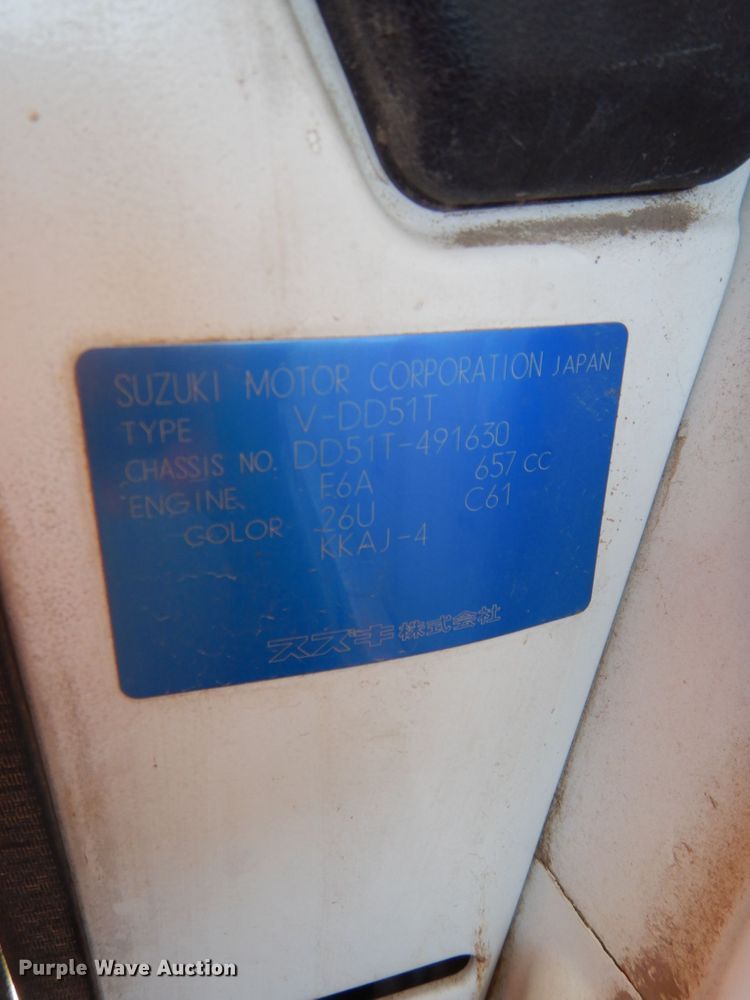 SUZUKI MOTOR CORPORATION JAPAN
TYPE V-DD51T
CHASSIS NO. DD51T-491630
ENGINE F6A 657 CC
COLOR 26U C61
KKAJ-4
スズキ株式会社
Purple Wave Auction